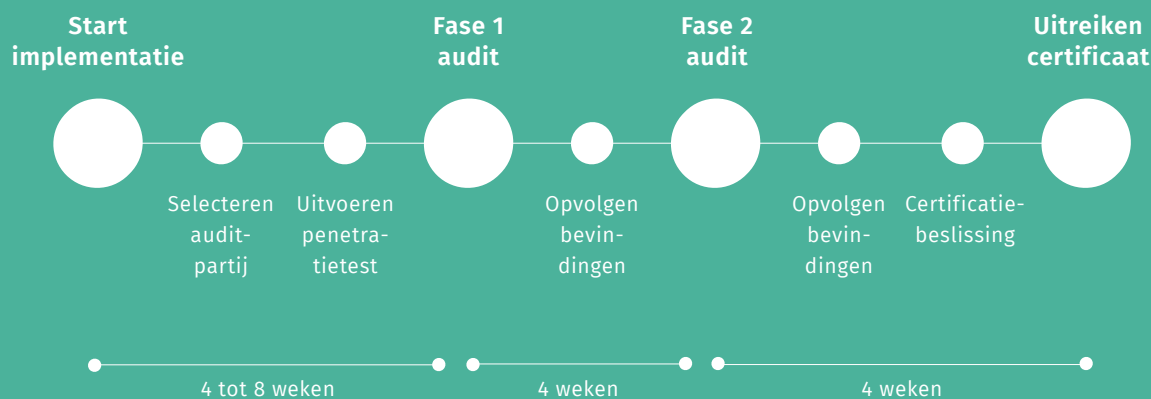 Start
implementatie
Fase 1
audit
Fase 2
audit
Uitreiken
certificaat
Selecteren
audit-
partij
Uitvoeren
penetra-
tietest
Opvolgen
bevin-
dingen
Opvolgen
bevin-
dingen
Certificatie-
beslissing
4 tot 8 weken
4 weken
4 weken